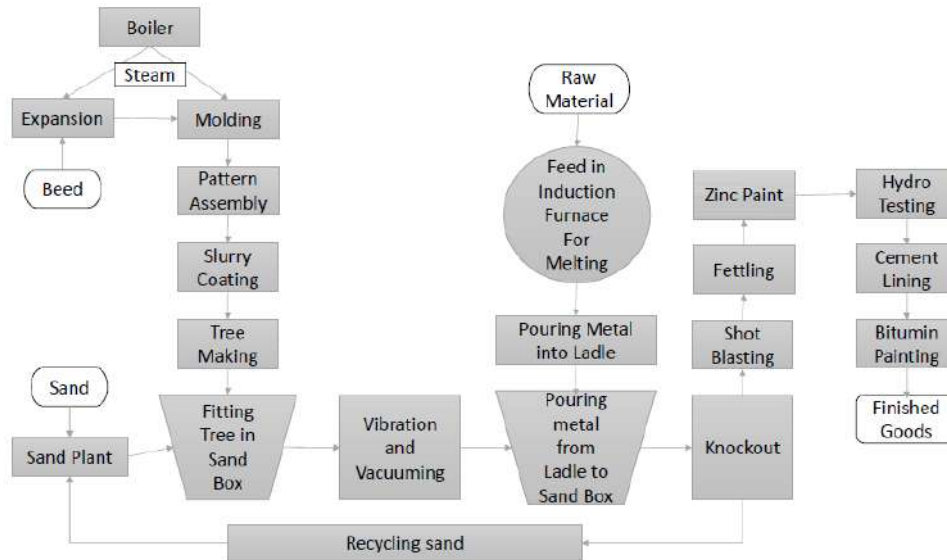 Boiler
Steam
Expansion
Molding
Beed
Pattern
Assembly
Slurry
Coating
Tree
Making
Sand
Sand Plant
Fitting
Tree in
Sand
Box
Vibration
and
Vacuuming
Raw
Material
Feed in
Induction
Furnace
For
Melting
Pouring Metal
into Ladle
Pouring
metal
from
Ladle to
Sand Box
Knockout
Shot
Blasting
Fettling
Zinc Paint
Hydro
Testing
Cement
Lining
Bitumin
Painting
Finished
Goods
Recycling sand